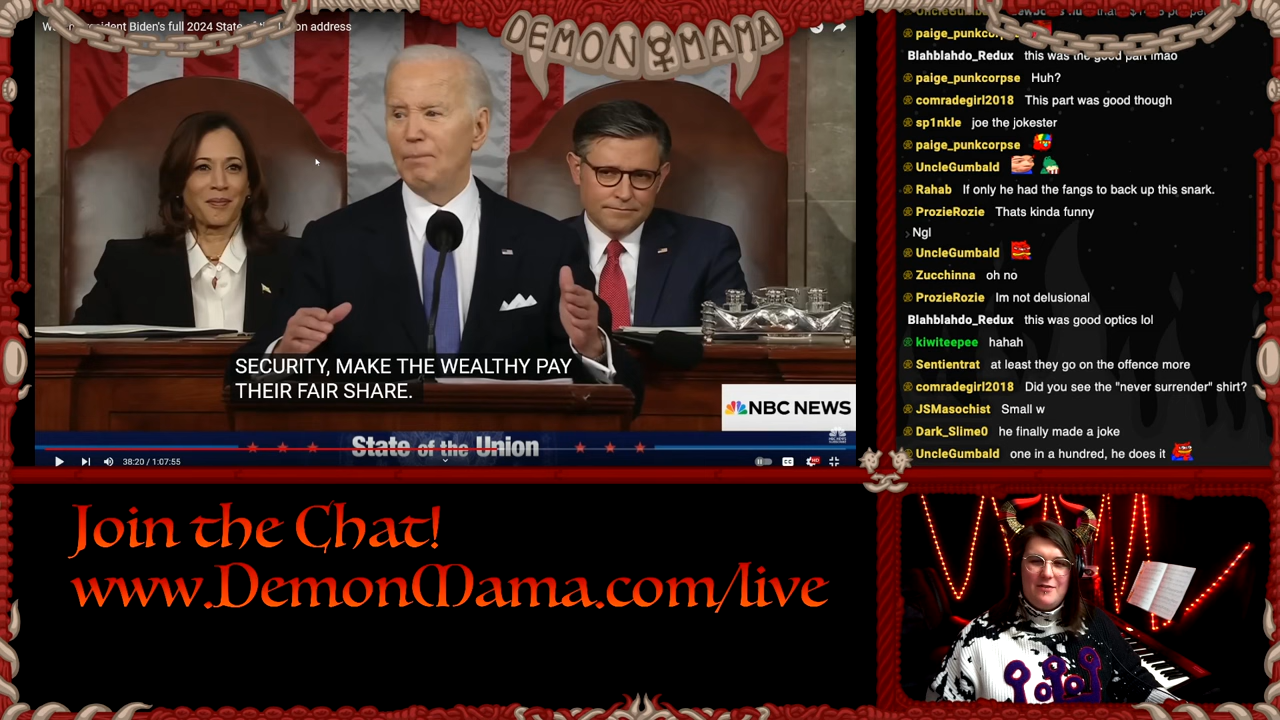 W
resident Biden's full 2024 State of the Union address
DEMON MAMA
SECURITY, MAKE THE WEALTHY PAY
THEIR FAIR SHARE.
NBC NEWS
State of the Union
38:20 / 1:07:55
CC
HD
UncleGumbald
paige_punkcorpse
Blahblahdo_Redux this was the good part lmao
paige_punkcorpse Huh?
comradegirl2018 This part was good though
sp1nkle joe the jokester
paige_punkcorpse
UncleGumbald
Rahab If only he had the fangs to back up this snark.
ProzieRozie Thats kinda funny
Ngl
UncleGumbald
Zucchinna oh no
ProzieRozie Im not delusional
Blahblahdo_Redux this was good optics lol
kiwiteepee hahah
Sentientrat at least they go on the offence more
comradegirl2018 Did you see the "never surrender" shirt?
JSMasochist Small w
Dark_Slime0 he finally made a joke
UncleGumbald one in a hundred, he does it
Join the Chat!
www.DemonMama.com/live